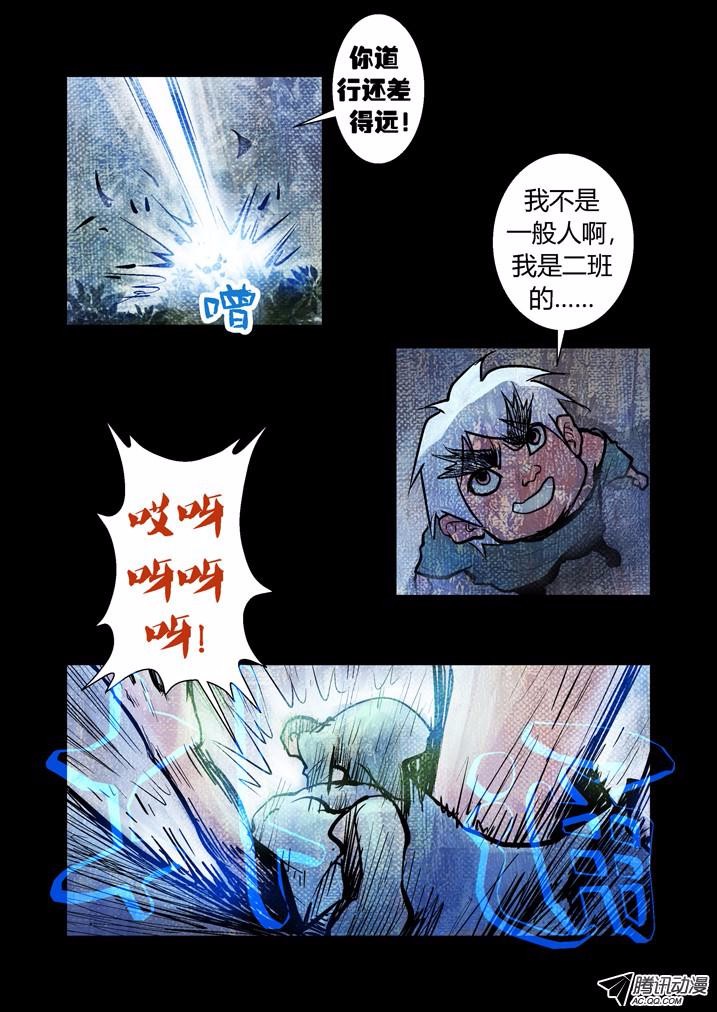 你道
行还差
得远！
噌
我不是
一般人啊，
我是二班
的……
哎呀
呀呀
呀！
腾讯动漫
AC.QQ.COM